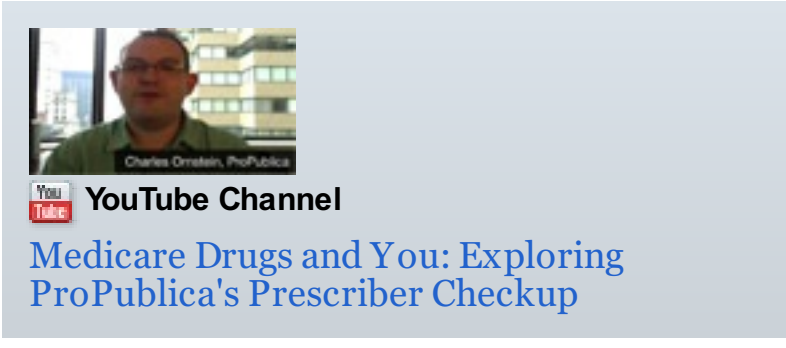 Charles Ornstein, ProPublica
You
Tube
YouTube Channel
Medicare Drugs and You: Exploring
ProPublica's Prescriber Checkup